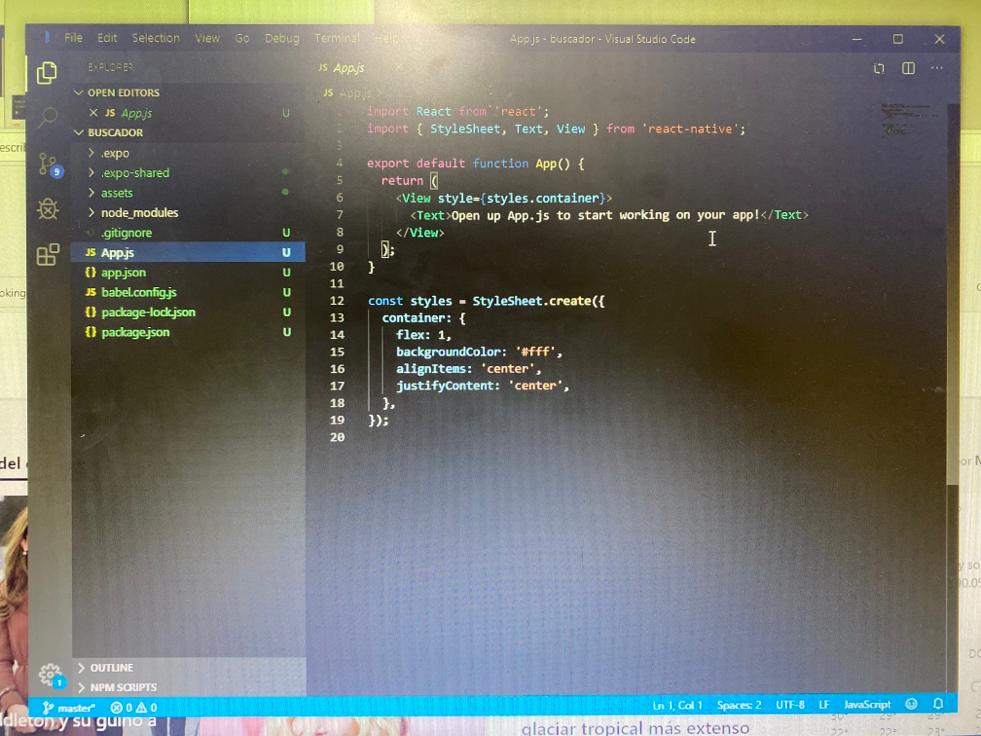 File Edit Selection View Go Debug Terminal Help App.js - buscador - Visual Studio Code
EXPLORER
OPEN EDITORS
JS App.js U
BUSCADOR
.expo
.expo-shared
assets
node_modules
.gitignore U
JS App.js U
{} app.json U
JS babel.config.js U
{} package-lock.json U
{} package.json U
OUTLINE
NPM SCRIPTS
JS App.js
JS App.js
import React from 'react';
import { StyleSheet, Text, View } from 'react-native';
3
4 export default function App() {
5 return (
6 <View style={styles.container}>
7 <Text>Open up App.js to start working on your app!</Text>
8 </View>
9 );
10 }
11
12 const styles = StyleSheet.create({
13 container: {
14 flex: 1,
15 backgroundColor: '#fff',
16 alignItems: 'center',
17 justifyContent: 'center',
18 },
19 });
20
9
1
master* 0 0 Ln 1, Col 1 Spaces: 2 UTF-8 LF JavaScript
del
y su guiño a
glaciar tropical más extenso